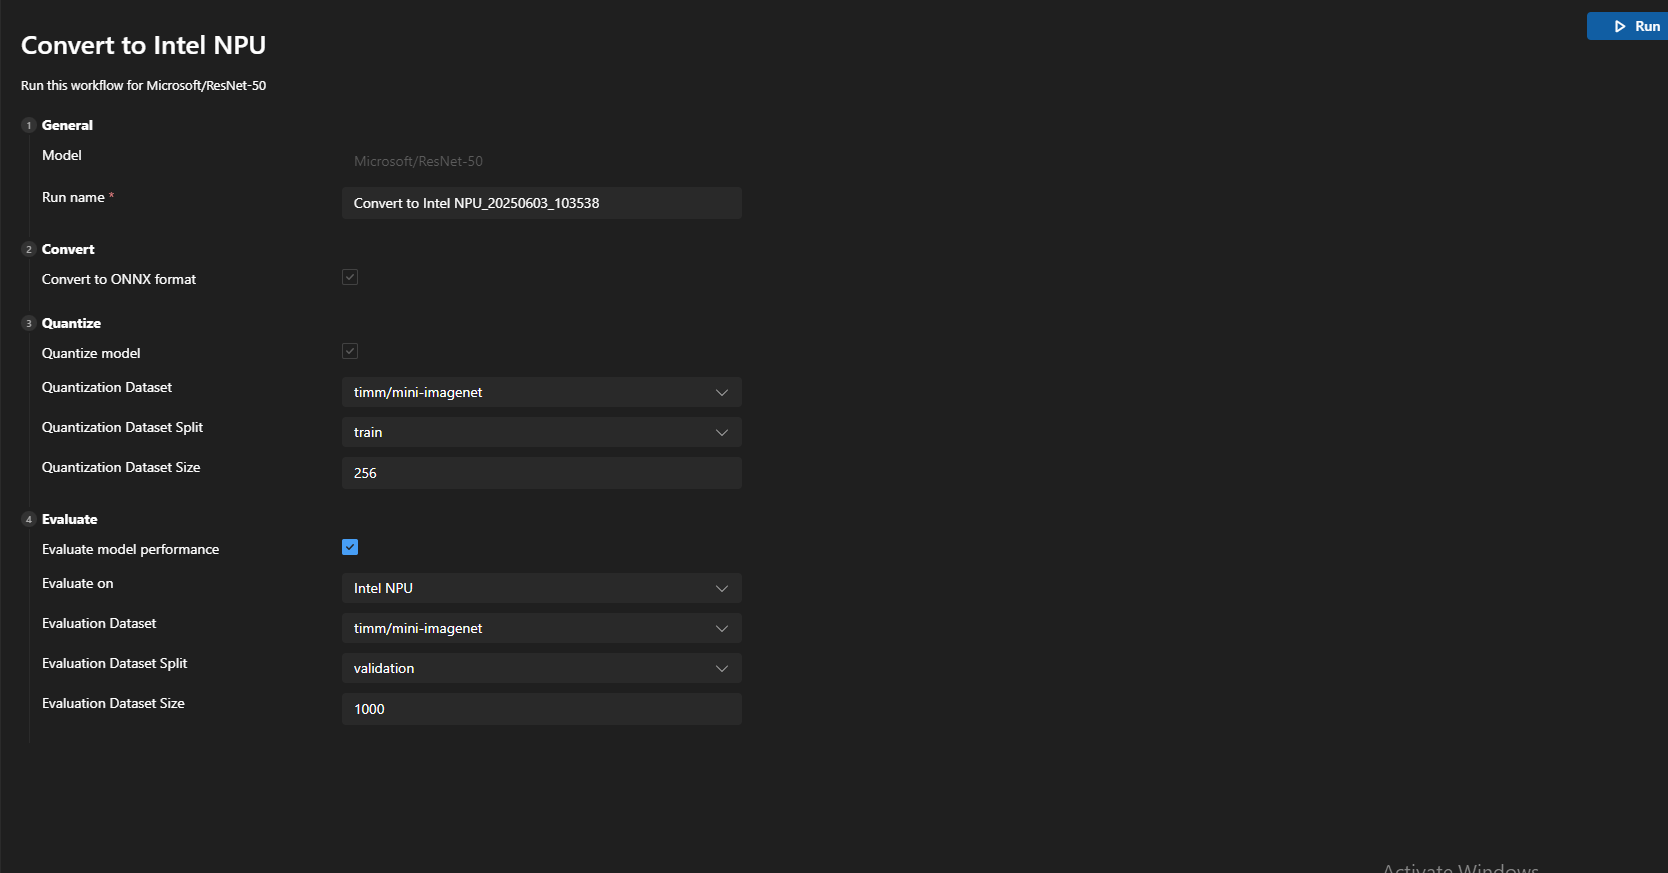 Convert to Intel NPU
Run
Run this workflow for Microsoft/ResNet-50
1 General
Model
Microsoft/ResNet-50
Run name *
Convert to Intel NPU_20250603_103538
2 Convert
Convert to ONNX format
3 Quantize
Quantize model
Quantization Dataset
timm/mini-imagenet
Quantization Dataset Split
train
Quantization Dataset Size
256
4 Evaluate
Evaluate model performance
Evaluate on
Intel NPU
Evaluation Dataset
timm/mini-imagenet
Evaluation Dataset Split
validation
Evaluation Dataset Size
1000
Activate Windows